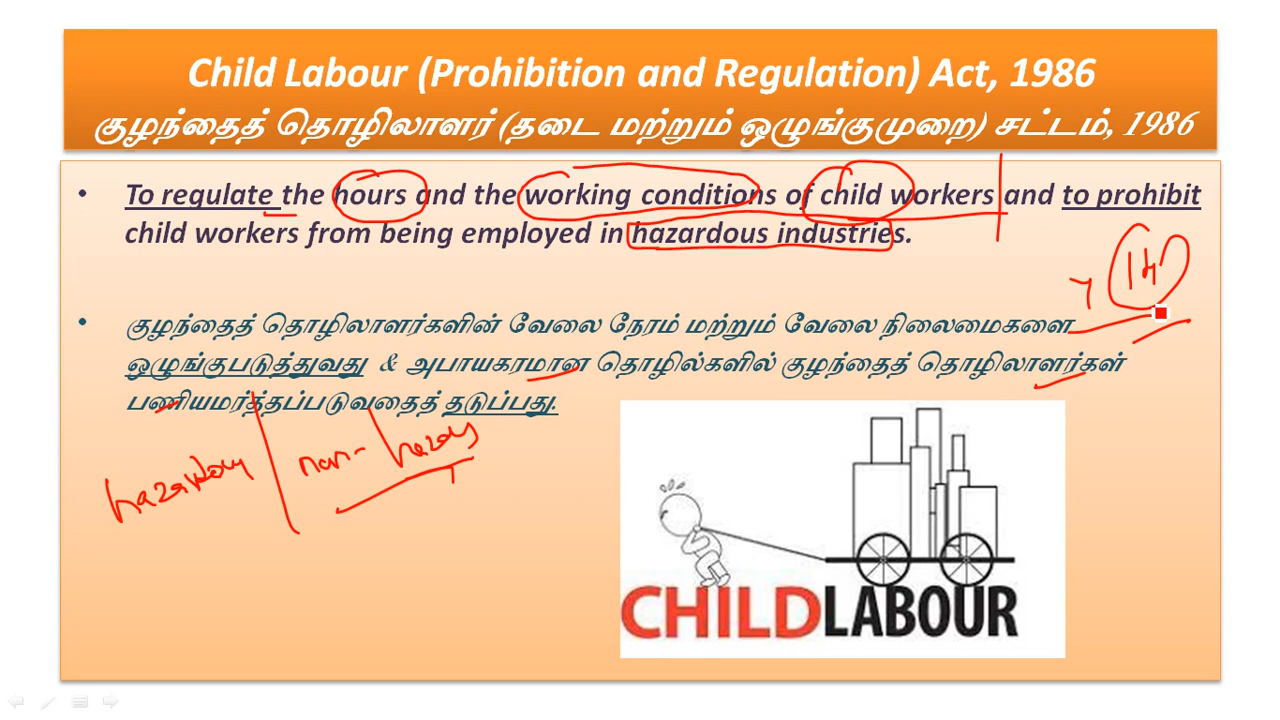 Child Labour (Prohibition and Regulation) Act, 1986
குழந்தைத் தொழிலாளர் (தடை மற்றும் ஒழுங்குமுறை) சட்டம், 1986
• To regulate the hours and the working conditions of child workers and to prohibit
child workers from being employed in hazardous industries.
• குழந்தைத் தொழிலாளர்களின் வேலை நேரம் மற்றும் வேலை நிலைமைகளை
ஒழுங்குபடுத்துவது & அபாயகரமான தொழில்களில் குழந்தைத் தொழிலாளர்கள்
பணியமர்த்தப்படுவதைத் தடுப்பது.
non-
CHILDLABOUR